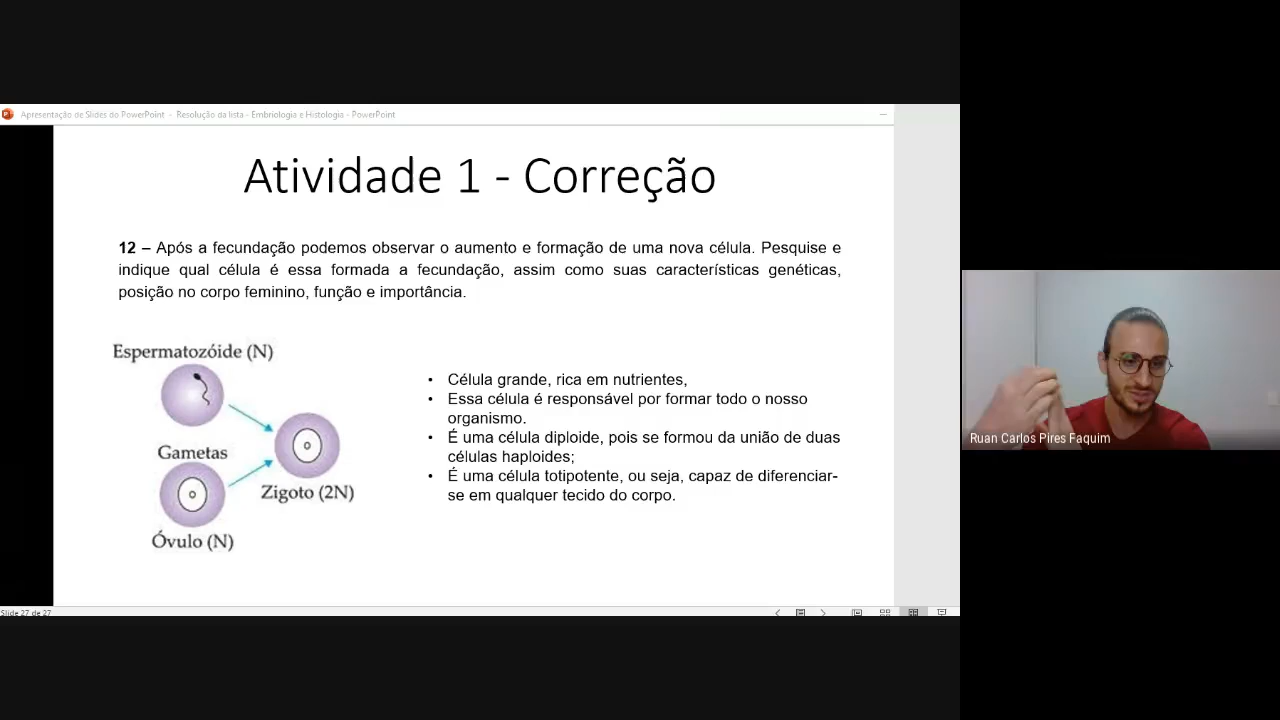 Apresentação de Slides do PowerPoint - Resolução da lista - Embriologia e Histologia - PowerPoint
Atividade 1 - Correção
12 – Após a fecundação podemos observar o aumento e formação de uma nova célula. Pesquise e
indique qual célula é essa formada a fecundação, assim como suas características genéticas,
posição no corpo feminino, função e importância.
Espermatozóide (N)
Gametas
Zigoto (2N)
Óvulo (N)
• Célula grande, rica em nutrientes,
• Essa célula é responsável por formar todo o nosso
organismo.
• É uma célula diploide, pois se formou da união de duas
células haploides;
• É uma célula totipotente, ou seja, capaz de diferenciar-
se em qualquer tecido do corpo.
Ruan Carlos Pires Faquim
Slide 27 de 27